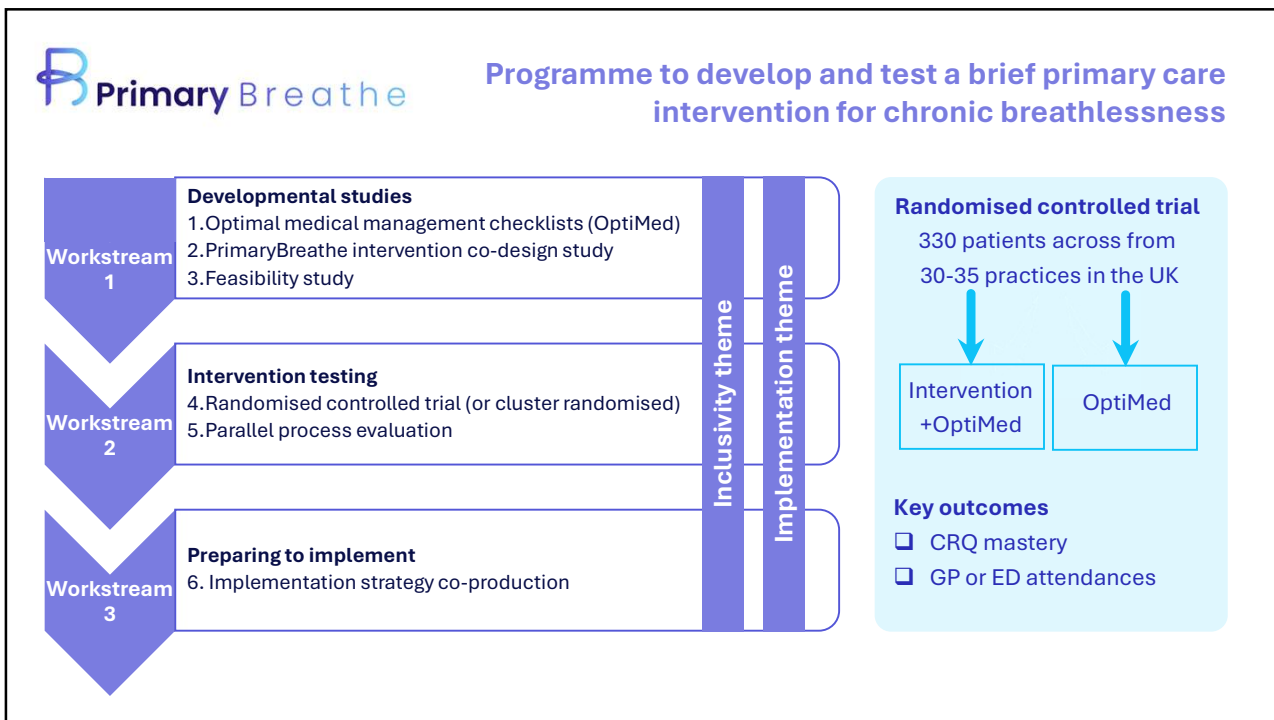 Primary Breathe
Programme to develop and test a brief primary care
intervention for chronic breathlessness
Workstream
1
Developmental studies
1.Optimal medical management checklists (OptiMed)
2.PrimaryBreathe intervention co-design study
3.Feasibility study
Workstream
2
Intervention testing
4.Randomised controlled trial (or cluster randomised)
5.Parallel process evaluation
Workstream
3
Preparing to implement
6. Implementation strategy co-production
Inclusivity theme
Implementation theme
Randomised controlled trial
330 patients across from
30-35 practices in the UK
Intervention
+OptiMed
OptiMed
Key outcomes
❑ CRQ mastery
❑ GP or ED attendances